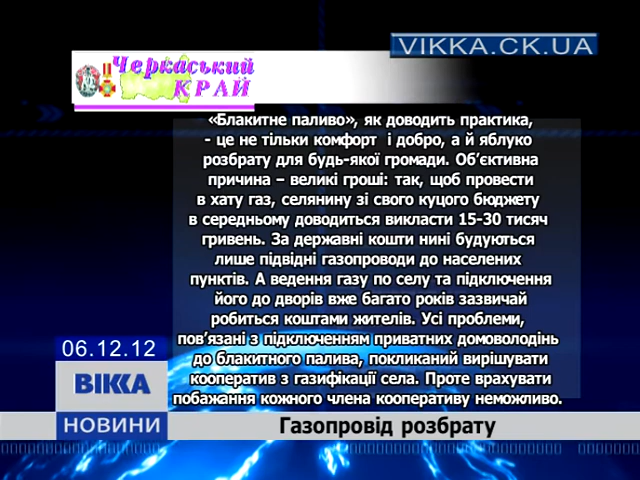 VIKKA.CK.UA
Черкаський
КРАЙ
«Блакитне паливо», як доводить практика,
- це не тільки комфорт і добро, а й яблуко
розбрату для будь-якої громади. Об’єктивна
причина – великі гроші: так, щоб провести
в хату газ, селянину зі свого куцого бюджету
в середньому доводиться викласти 15-30 тисяч
гривень. За державні кошти нині будуються
лише підвідні газопроводи до населених
пунктів. А ведення газу по селу та підключення
його до дворів вже багато років зазвичай
робиться коштами жителів. Усі проблеми,
пов’язані з підключенням приватних домоволодінь
до блакитного палива, покликаний вирішувати
кооператив з газифікації села. Проте врахувати
побажання кожного члена кооперативу неможливо.
06.12.12
ВІККА
НОВИНИ
Газопровід розбрату